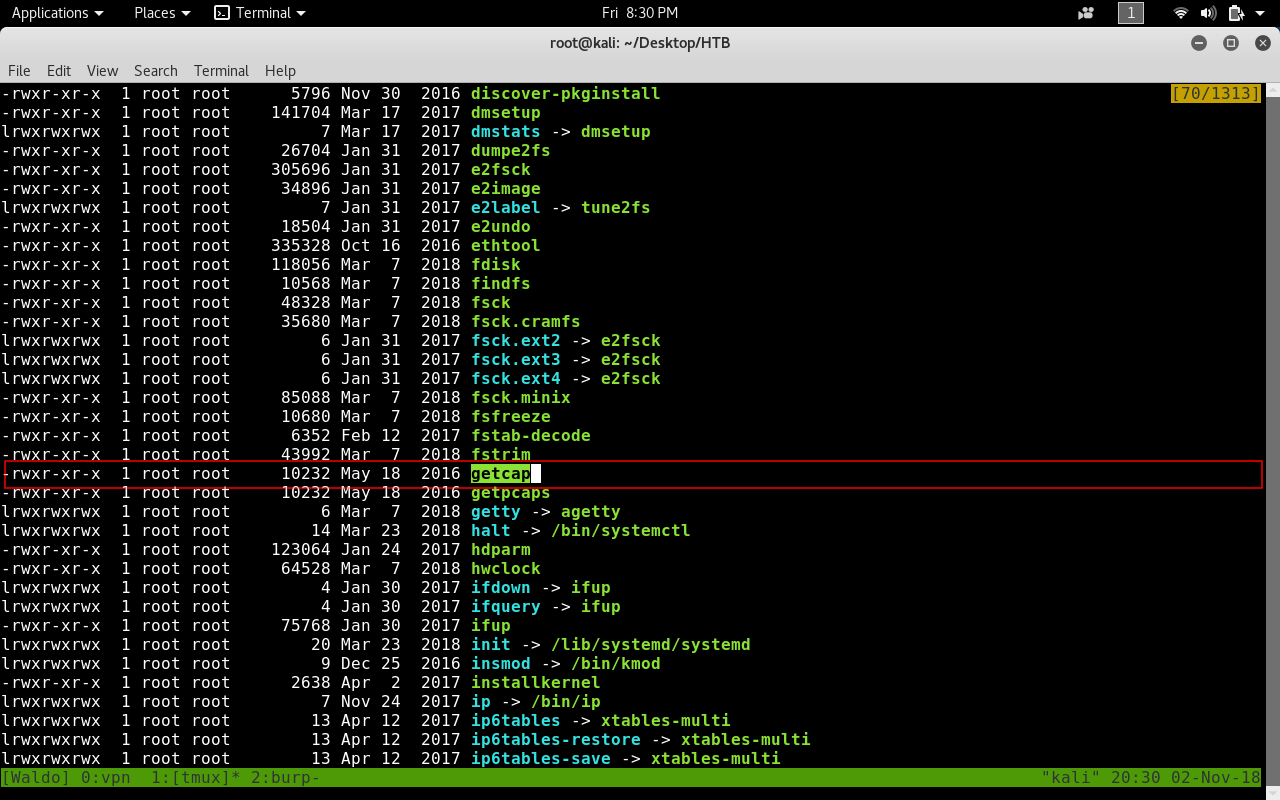 Applications Places Terminal Fri 8:30 PM 1
root@kali: ~/Desktop/HTB
File Edit View Search Terminal Help
-rwxr-xr-x 1 root root 5796 Nov 30 2016 discover-pkginstall [70/1313]
-rwxr-xr-x 1 root root 141704 Mar 17 2017 dmsetup
lrwxrwxrwx 1 root root 7 Mar 17 2017 dmstats -> dmsetup
-rwxr-xr-x 1 root root 26704 Jan 31 2017 dumpe2fs
-rwxr-xr-x 1 root root 305696 Jan 31 2017 e2fsck
-rwxr-xr-x 1 root root 34896 Jan 31 2017 e2image
lrwxrwxrwx 1 root root 7 Jan 31 2017 e2label -> tune2fs
-rwxr-xr-x 1 root root 18504 Jan 31 2017 e2undo
-rwxr-xr-x 1 root root 335328 Oct 16 2016 ethtool
-rwxr-xr-x 1 root root 118056 Mar 7 2018 fdisk
-rwxr-xr-x 1 root root 10568 Mar 7 2018 findfs
-rwxr-xr-x 1 root root 48328 Mar 7 2018 fsck
-rwxr-xr-x 1 root root 35680 Mar 7 2018 fsck.cramfs
lrwxrwxrwx 1 root root 6 Jan 31 2017 fsck.ext2 -> e2fsck
lrwxrwxrwx 1 root root 6 Jan 31 2017 fsck.ext3 -> e2fsck
lrwxrwxrwx 1 root root 6 Jan 31 2017 fsck.ext4 -> e2fsck
-rwxr-xr-x 1 root root 85088 Mar 7 2018 fsck.minix
-rwxr-xr-x 1 root root 10680 Mar 7 2018 fsfreeze
-rwxr-xr-x 1 root root 6352 Feb 12 2017 fstab-decode
-rwxr-xr-x 1 root root 43992 Mar 7 2018 fstrim
-rwxr-xr-x 1 root root 10232 May 18 2016 getcap
-rwxr-xr-x 1 root root 10232 May 18 2016 getpcaps
lrwxrwxrwx 1 root root 6 Mar 7 2018 getty -> agetty
lrwxrwxrwx 1 root root 14 Mar 23 2018 halt -> /bin/systemctl
-rwxr-xr-x 1 root root 123064 Jan 24 2017 hdparm
-rwxr-xr-x 1 root root 64528 Mar 7 2018 hwclock
lrwxrwxrwx 1 root root 4 Jan 30 2017 ifdown -> ifup
lrwxrwxrwx 1 root root 4 Jan 30 2017 ifquery -> ifup
-rwxr-xr-x 1 root root 75768 Jan 30 2017 ifup
lrwxrwxrwx 1 root root 20 Mar 23 2018 init -> /lib/systemd/systemd
lrwxrwxrwx 1 root root 9 Dec 25 2016 insmod -> /bin/kmod
-rwxr-xr-x 1 root root 2638 Apr 2 2017 installkernel
lrwxrwxrwx 1 root root 7 Nov 24 2017 ip -> /bin/ip
lrwxrwxrwx 1 root root 13 Apr 12 2017 ip6tables -> xtables-multi
lrwxrwxrwx 1 root root 13 Apr 12 2017 ip6tables-restore -> xtables-multi
lrwxrwxrwx 1 root root 13 Apr 12 2017 ip6tables-save -> xtables-multi
[Waldo] 0:vpn 1:[tmux]* 2:burp- "kali" 20:30 02-Nov-18